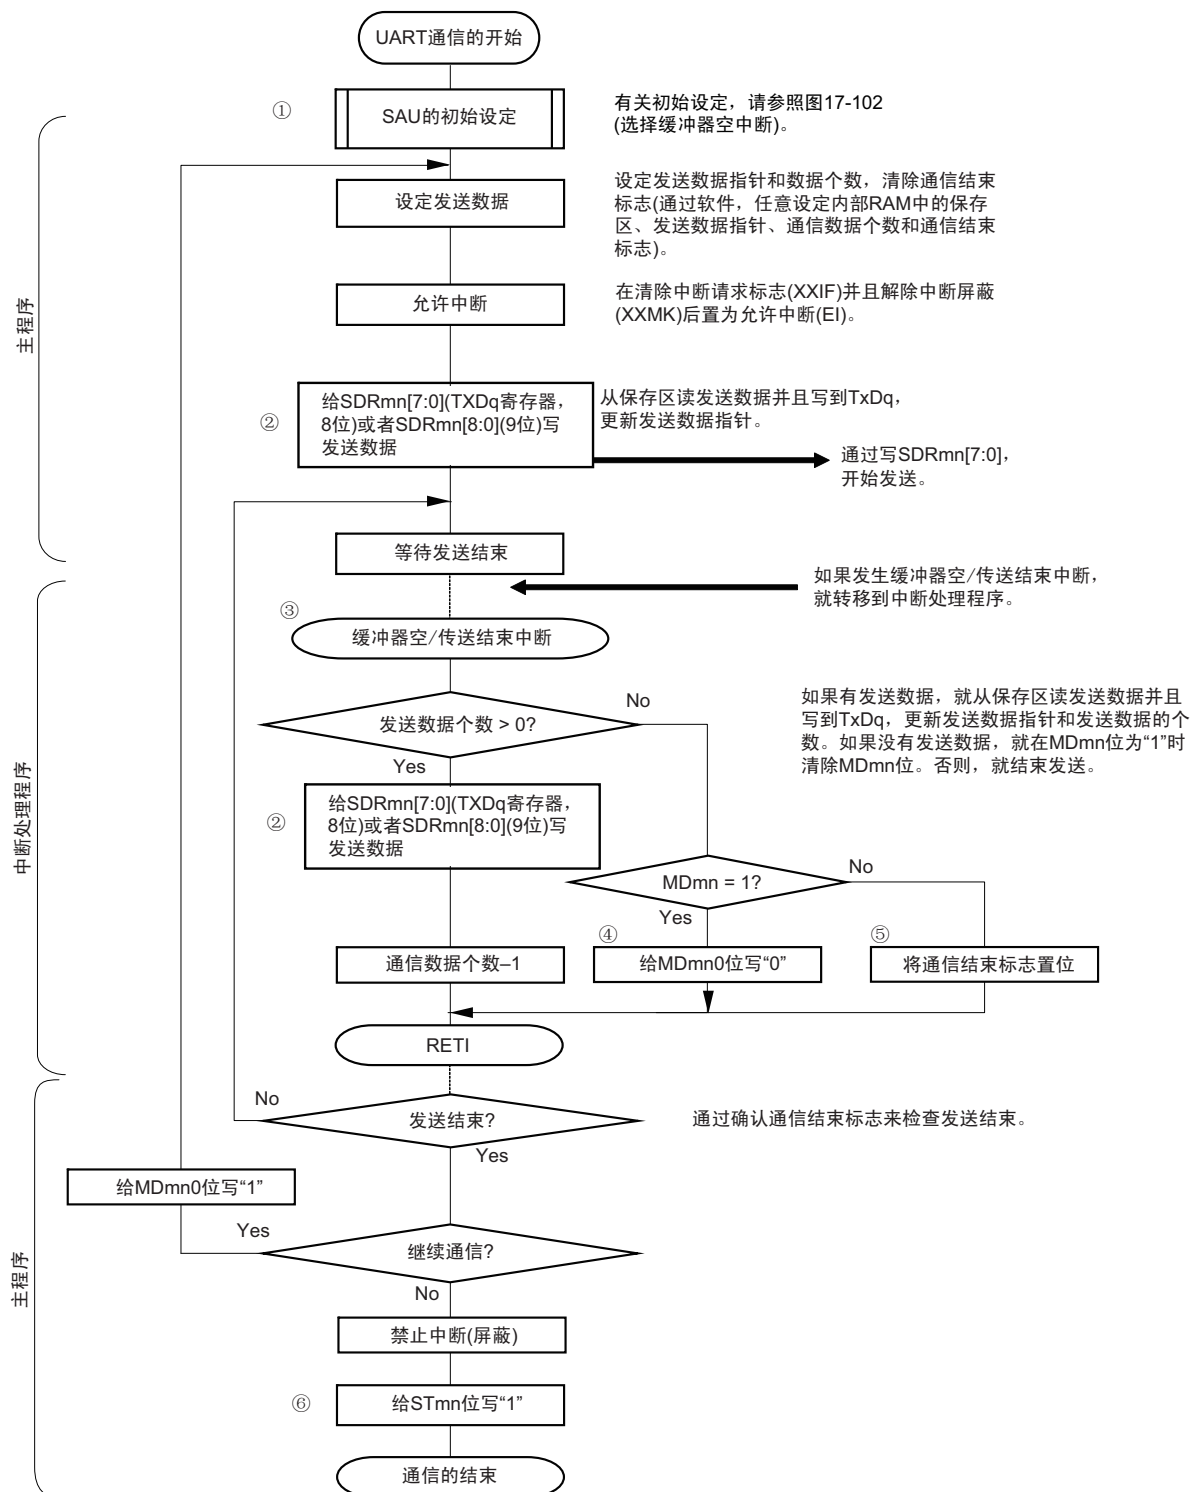 UART通信的开始
①
SAU的初始设定
有关初始设定，请参照图17-102
(选择缓冲器空中断)。
设定发送数据
设定发送数据指针和数据个数，清除通信结束
标志(通过软件，任意设定内部RAM中的保存
区、发送数据指针、通信数据个数和通信结束
标志)。
主程序
允许中断
在清除中断请求标志(XXIF)并且解除中断屏蔽
(XXMK)后置为允许中断(EI)。
②
给SDRmn[7:0](TXDq寄存器，
8位)或者SDRmn[8:0](9位)写
发送数据
从保存区读发送数据并且写到TxDq，
更新发送数据指针。
通过写SDRmn[7:0]，
开始发送。
等待发送结束
如果发生缓冲器空/传送结束中断，
就转移到中断处理程序。
③
缓冲器空/传送结束中断
中断处理程序
发送数据个数 > 0?
No
Yes
如果有发送数据，就从保存区读发送数据并且
写到TxDq，更新发送数据指针和发送数据的个
数。如果没有发送数据，就在MDmn位为“1”时
清除MDmn位。否则，就结束发送。
②
给SDRmn[7:0](TXDq寄存器，
8位)或者SDRmn[8:0](9位)写
发送数据
MDmn = 1?
No
Yes
④
⑤
通信数据个数–1
给MDmn0位写“0”
将通信结束标志置位
RETI
No
发送结束?
通过确认通信结束标志来检查发送结束。
Yes
给MDmn0位写“1”
主程序
Yes
继续通信?
No
禁止中断(屏蔽)
⑥
给STmn位写“1”
通信的结束